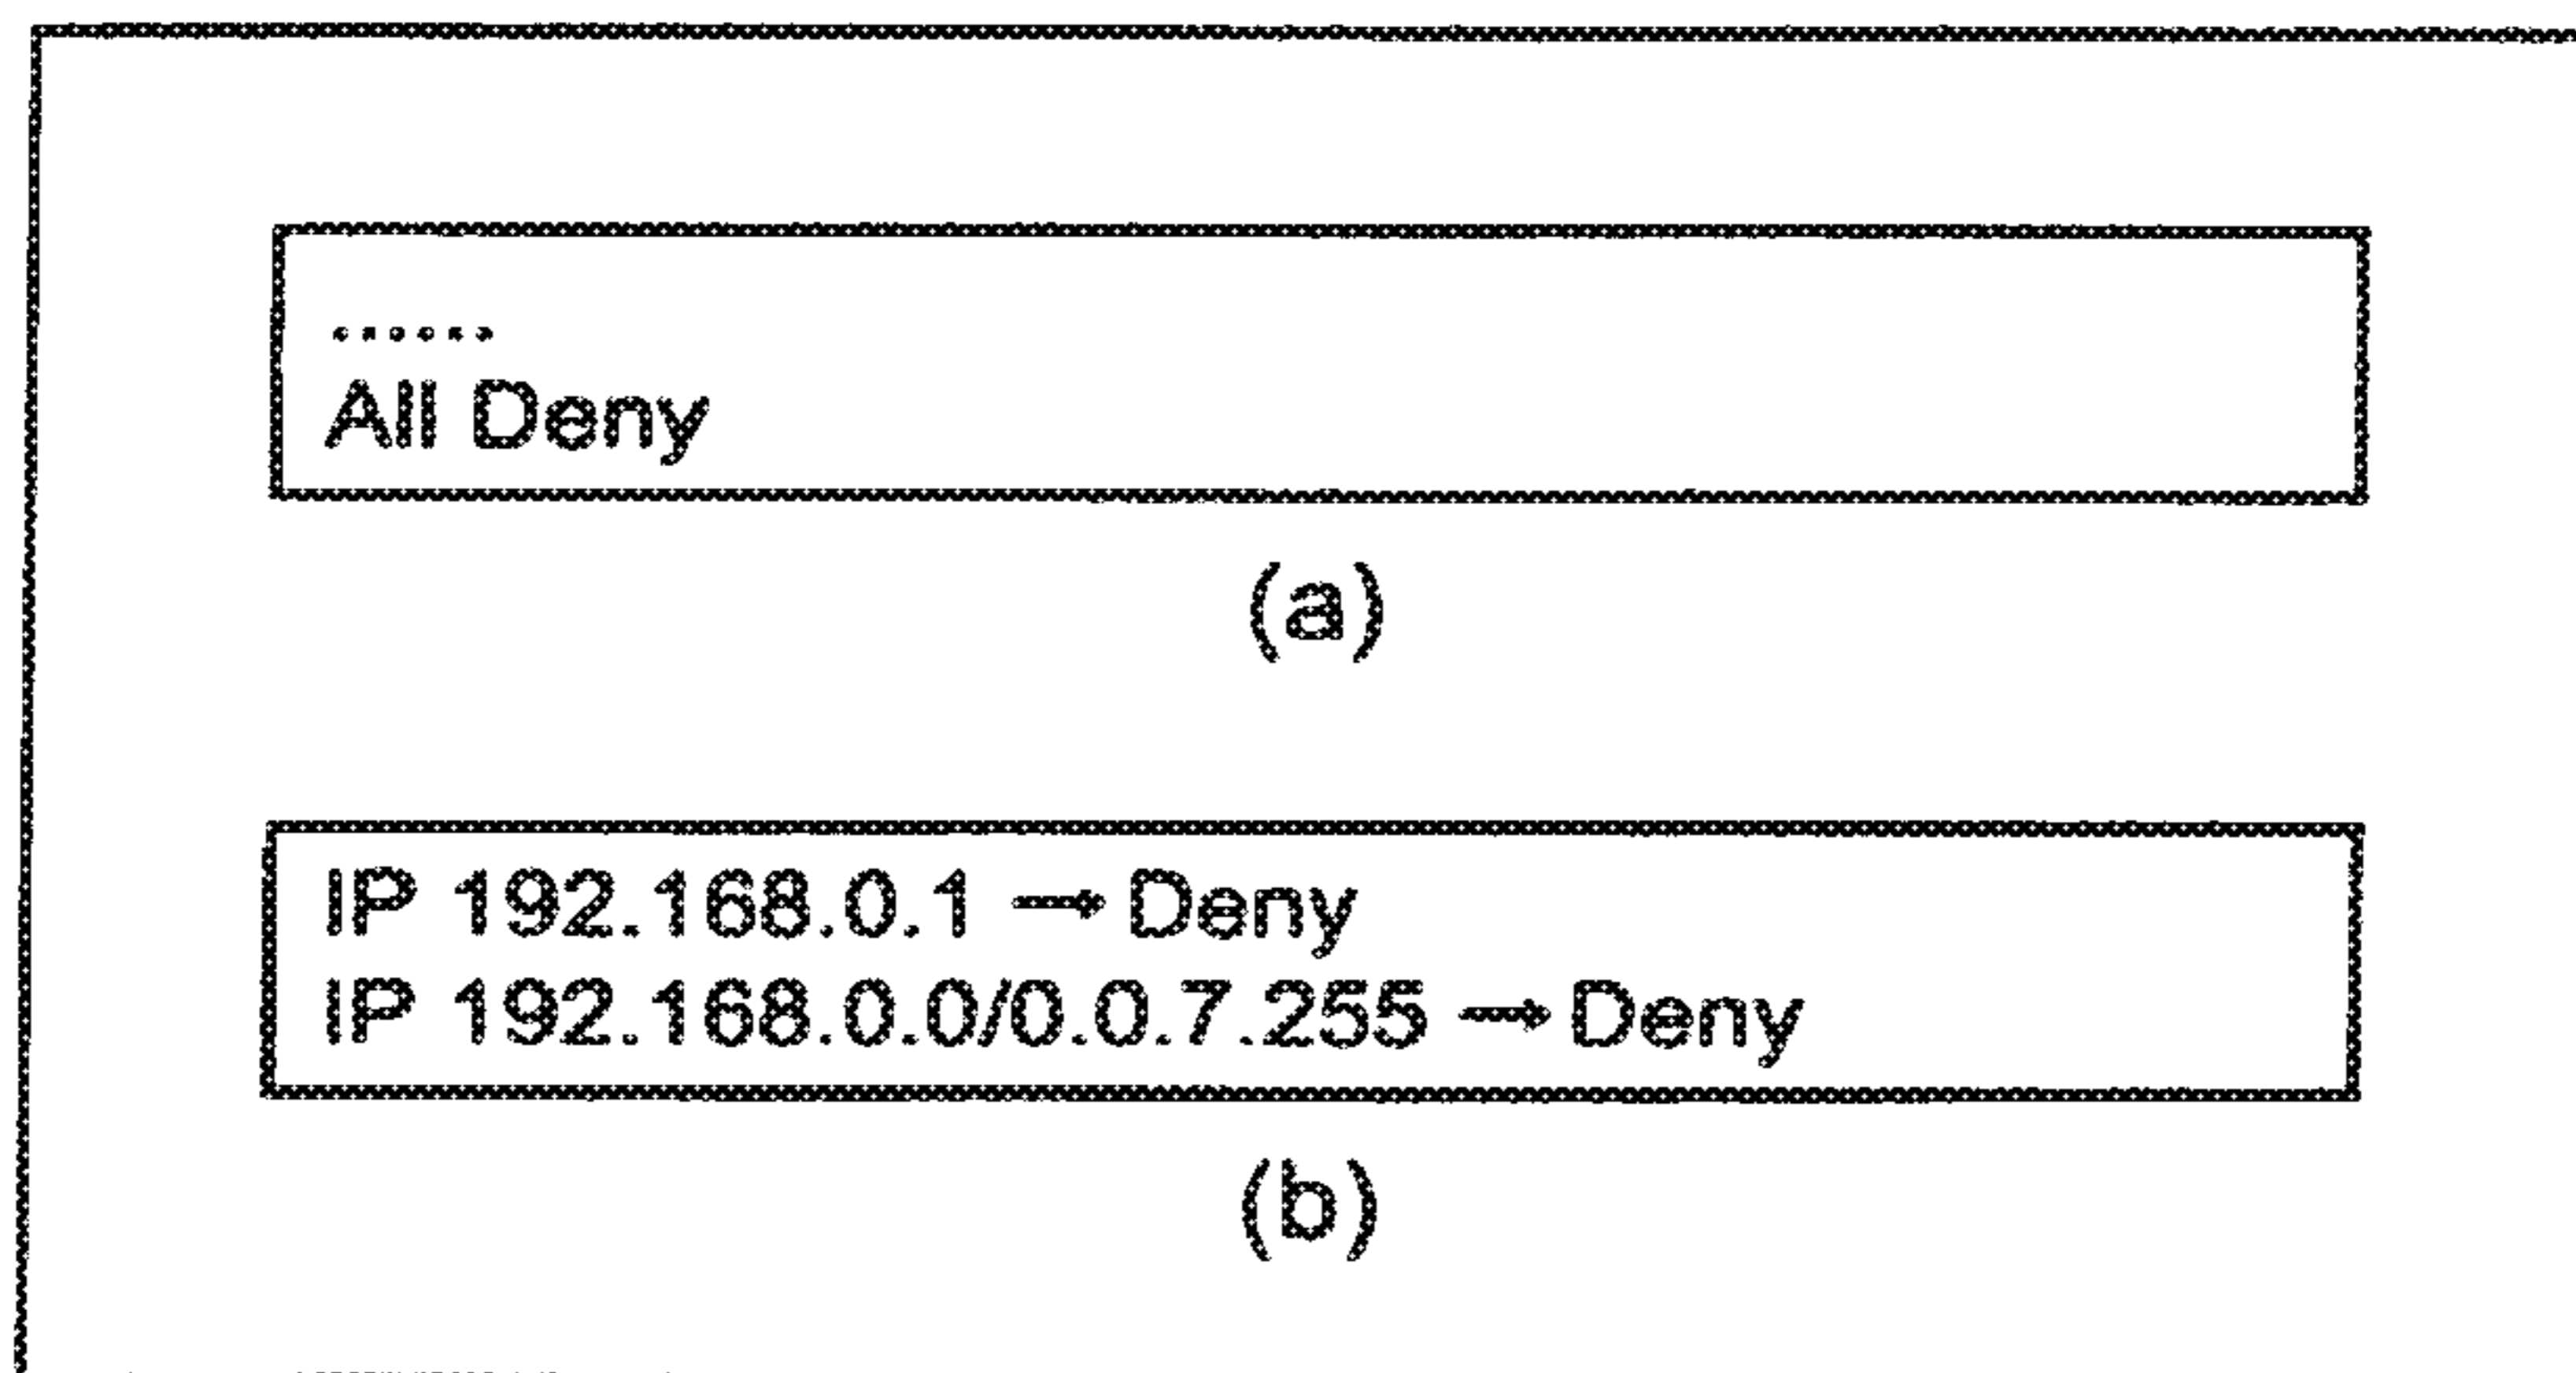 ......
All Deny
(a)
IP 192.168.0.1 → Deny
IP 192.168.0.0/0.0.7.255 → Deny
(b)